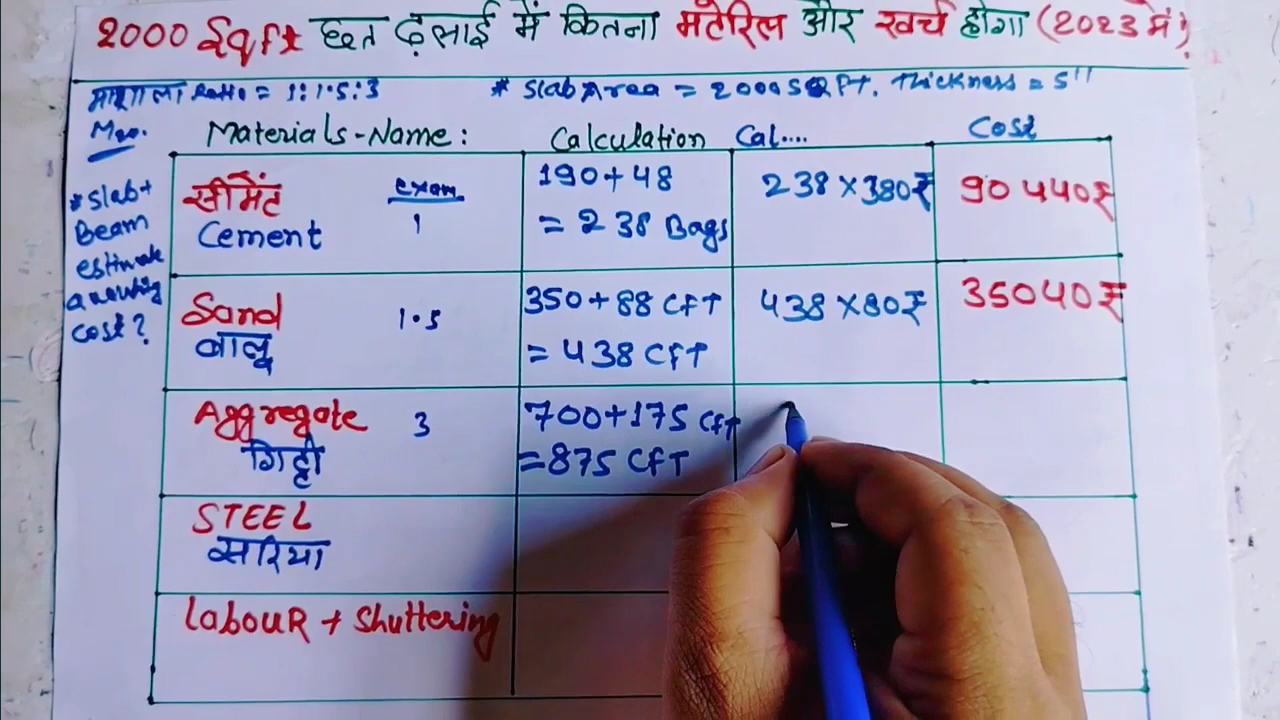 2000 Sqft छत ढ़लाई में कितना मटेरिल और खर्च होगा (2023 में)
मसाला Ratio = 1:1.5:3 * Slab Area = 2000 SQ FT. Thickness = 5"
M20.
Materials-Name: Calculation Cal.... Cost
*Slab+
Beam
estimate
cost?
सीमेंट exam 190+48 238×380₹ 90440₹
Cement 1 = 238 Bags
Sand 1.5 350+88 CFT 438×80₹ 35040₹
बालू = 438 CFT
Aggregate 3 700+175 CFT
गिट्टी =875 CFT
STEEL
सरिया
LabouR + Shuttering